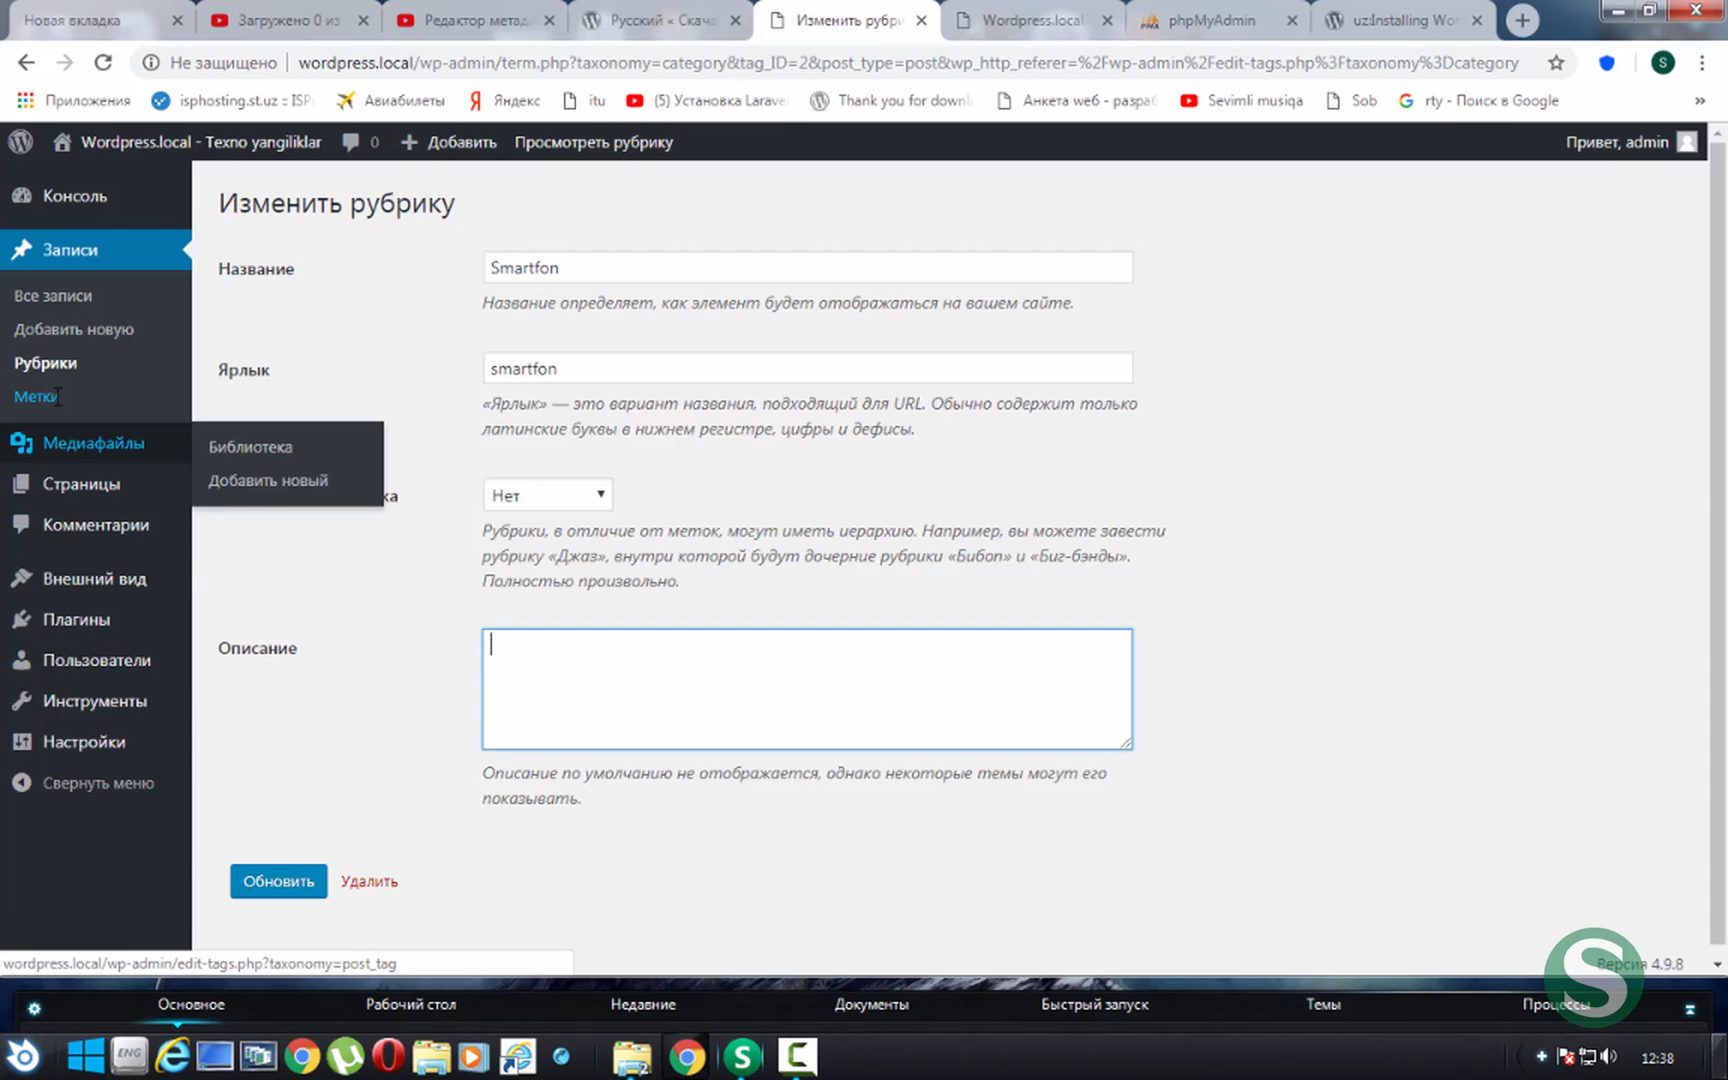 Новая вкладка
Загружено 0 из
Редактор метад
Русский « Скача
Изменить рубри
Wordpress.local
phpMyAdmin
uz:Installing Wor
Не защищено
wordpress.local/wp-admin/term.php?taxonomy=category&tag_ID=2&post_type=post&wp_http_referer=%2Fwp-admin%2Fedit-tags.php%3Ftaxonomy%3Dcategory
S
Приложения
isphosting.st.uz :: ISP
Авиабилеты
Яндекс
itu
(5) Установка Larave
Thank you for downl
Анкета web - разраб
Sevimli musiqa
Sob
rty - Поиск в Google
»
Wordpress.local - Texno yangiliklar
0
Добавить
Просмотреть рубрику
Привет, admin
Консоль
Записи
Все записи
Добавить новую
Рубрики
Метки
Медиафайлы
Библиотека
Добавить новый
Страницы
Комментарии
Внешний вид
Плагины
Пользователи
Инструменты
Настройки
Свернуть меню
Изменить рубрику
Название
Smartfon
Название определяет, как элемент будет отображаться на вашем сайте.
Ярлык
smartfon
«Ярлык» — это вариант названия, подходящий для URL. Обычно содержит только
латинские буквы в нижнем регистре, цифры и дефисы.
ка
Нет
Рубрики, в отличие от меток, могут иметь иерархию. Например, вы можете завести
рубрику «Джаз», внутри которой будут дочерние рубрики «Бибоп» и «Биг-бэнды».
Полностью произвольно.
Описание
Описание по умолчанию не отображается, однако некоторые темы могут его
показывать.
Обновить
Удалить
wordpress.local/wp-admin/edit-tags.php?taxonomy=post_tag
Версия 4.9.8
S
Основное
Рабочий стол
Недавние
Документы
Быстрый запуск
Темы
Процессы
ENG
2
S
C
12:38